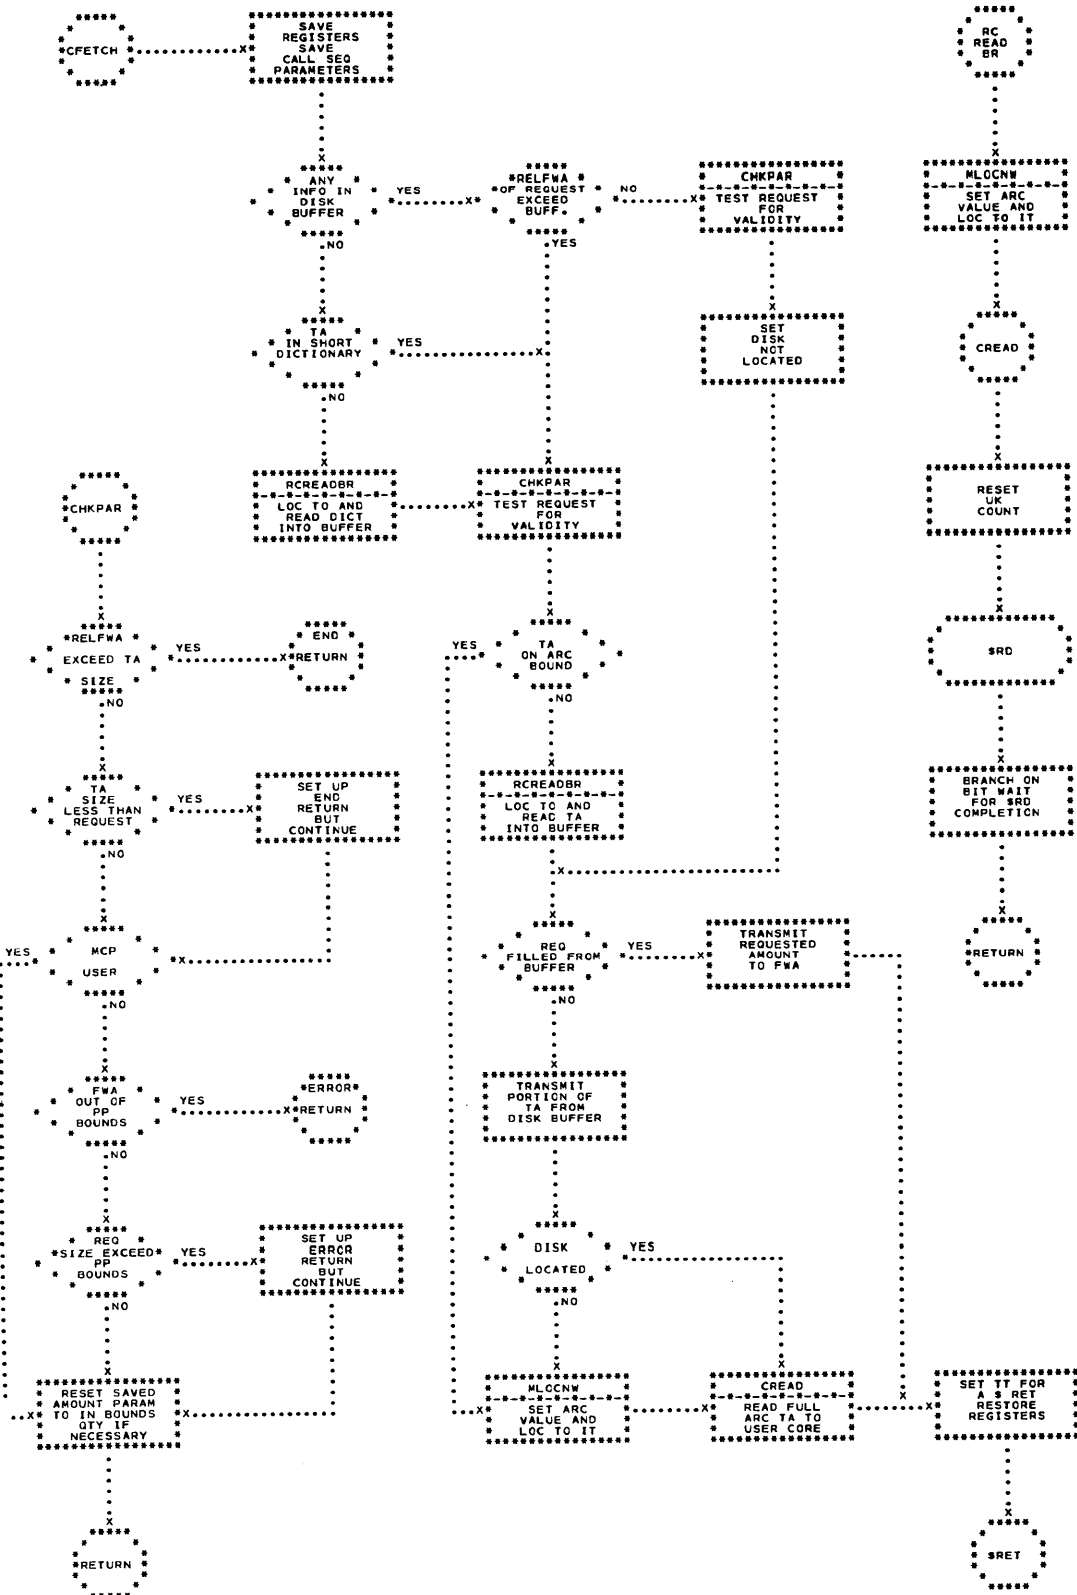 CFETCH
SAVE
REGISTERS
SAVE
CALL SEQ
PARAMETERS
ANY
INFO IN
DISK
BUFFER
YES
NO
RELFWA
OF REQUEST
EXCEED
BUFF.
NO
YES
CHKPAR
TEST REQUEST
FOR
VALIDITY
SET
DISK
NOT
LOCATED
TA
IN SHORT
DICTIONARY
YES
NO
RCREADBR
LOC TO AND
READ DICT
INTO BUFFER
CHKPAR
TEST REQUEST
FOR
VALIDITY
TA
ON ARC
BOUND
YES
NO
RCREADBR
LOC TO AND
READ TA
INTO BUFFER
REQ
FILLED FROM
BUFFER
YES
NO
TRANSMIT
REQUESTED
AMOUNT
TO FWA
TRANSMIT
PORTION OF
TA FROM
DISK BUFFER
DISK
LOCATED
YES
NO
MLOCNW
SET ARC
VALUE AND
LOC TO IT
CREAD
READ FULL
ARC TA TO
USER CORE
SET TT FOR
A $ RET
RESTORE
REGISTERS
$RET
CHKPAR
RELFWA
EXCEED TA
SIZE
YES
NO
END
RETURN
TA
SIZE
LESS THAN
REQUEST
YES
NO
SET UP
END
RETURN
BUT
CONTINUE
MCP
USER
YES
NO
FWA
OUT OF
PP
BOUNDS
YES
NO
ERROR
RETURN
REQ
SIZE EXCEED
PP
BOUNDS
YES
NO
SET UP
ERROR
RETURN
BUT
CONTINUE
RESET SAVED
AMOUNT PARAM
TO IN BOUNDS
QTY IF
NECESSARY
RETURN
RC
READ
BR
MLOCNW
SET ARC
VALUE AND
LOC TO IT
CREAD
RESET
UK
COUNT
$RD
BRANCH ON
BIT WAIT
FOR $RD
COMPLETION
RETURN